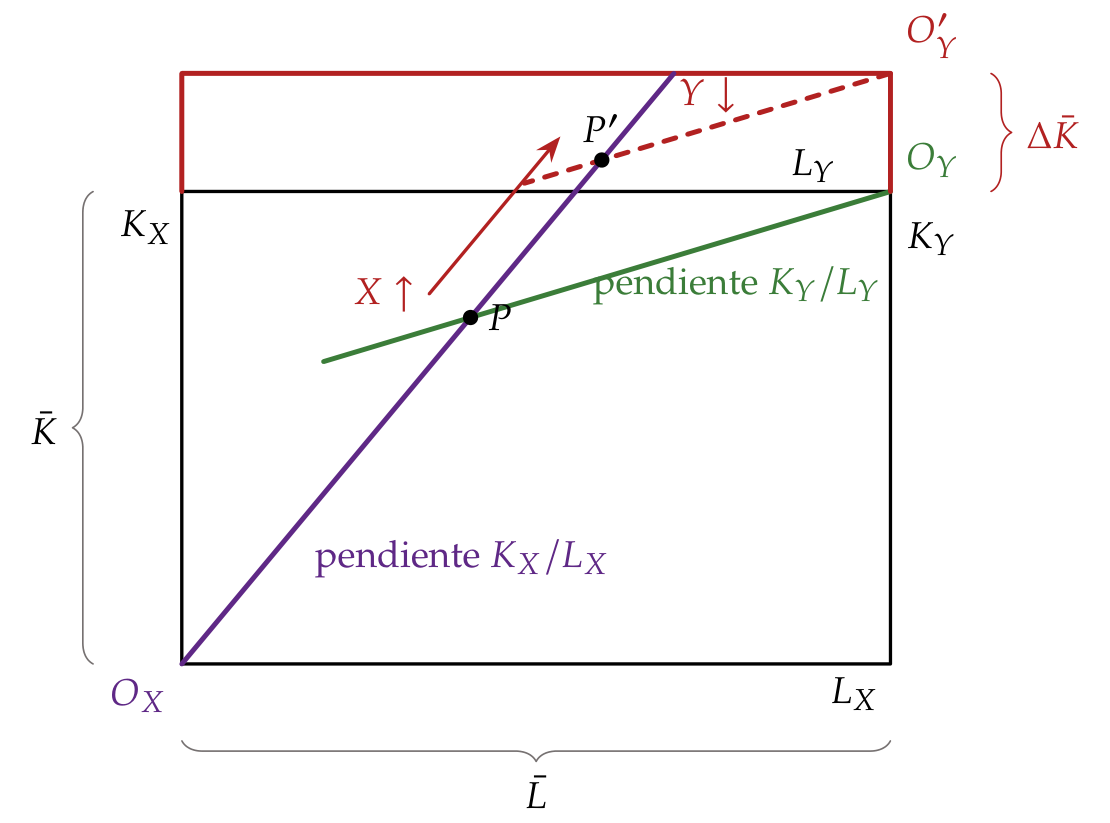 O′_Y
Y ↓
P′
ΔK̄
L_Y
O_Y
K_X
K_Y
X ↑
pendiente K_Y/L_Y
P
K̄
pendiente K_X/L_X
O_X
L_X
L̄